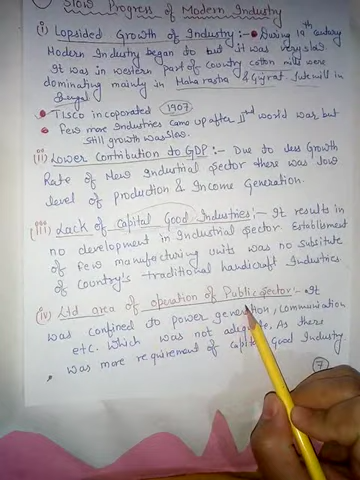 Slow Progress of Modern Industry
(i) Lopsided Growth of Industry :- During 19th Century
Modern Industry began do but it was very slow
It was in western part of country cotton mill were
dominating mainly in Maharastra & Gujrat Jute mill in
Bengal
TISCO incoporated 1907
Few more Industries came up after IInd world war but
still growth was slow.
(ii) Lower Contribution to GDP :- Due to less Growth
Rate of New Industrial Sector there was low
level of production & Income Generation.
(iii) Lack of Capital Good Industries :- It results in
no development in Industrial Sector Establisment
of few manufacturing units was no substitute
of Country's traditional handicraft Industries.
(iv) Ltd area of operation of Public Sector :- It
was confined to power generation, communication
etc. which was not adequate, As there
was more requirement of Capital Good Industry.
7